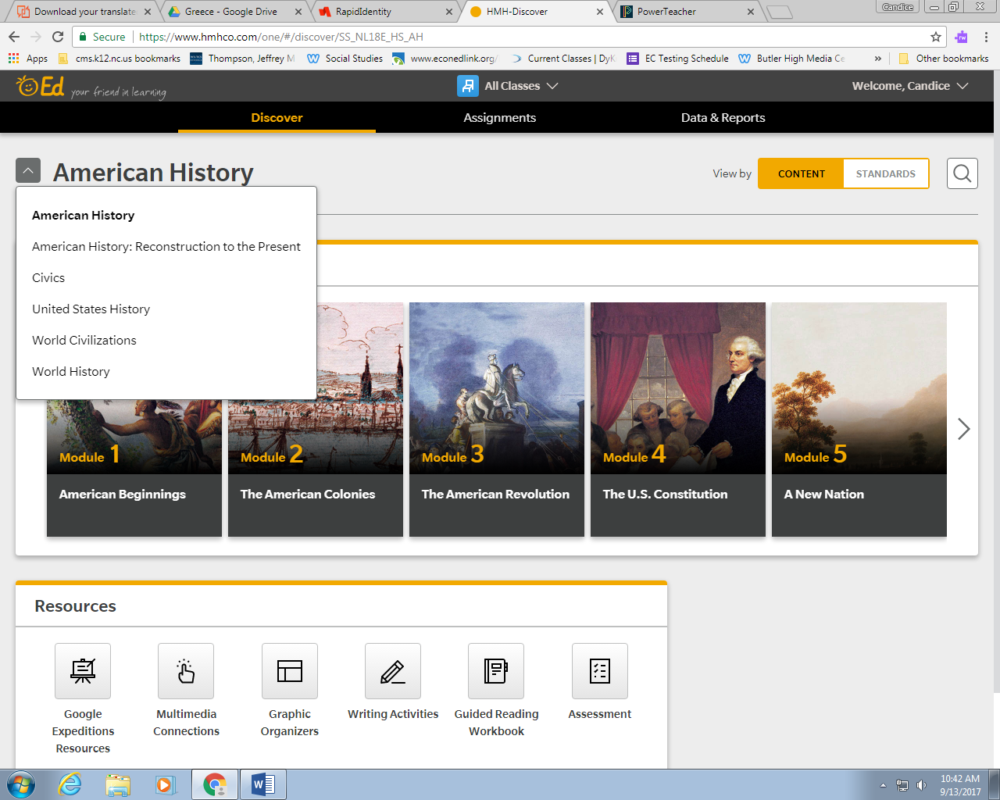 Download your translate
Greece - Google Drive
RapidIdentity
HMH-Discover
PowerTeacher
Candice
Secure
https://www.hmhco.com/one/#/discover/SS_NL18E_HS_AH
rw
Apps
cms.k12.nc.us bookmarks
Thompson, Jeffrey M
Social Studies
www.econedlink.org/
Current Classes | DyK
EC Testing Schedule
Butler High Media Ce
»
Other bookmarks
Ed your friend in learning
All Classes
Welcome, Candice
Discover
Assignments
Data & Reports
American History
View by
CONTENT
STANDARDS
American History
American History: Reconstruction to the Present
Civics
United States History
World Civilizations
World History
Module 1
American Beginnings
Module 2
The American Colonies
Module 3
The American Revolution
Module 4
The U.S. Constitution
Module 5
A New Nation
Resources
Google
Expeditions
Resources
Multimedia
Connections
Graphic
Organizers
Writing Activities
Guided Reading
Workbook
Assessment
10:42 AM
9/13/2017